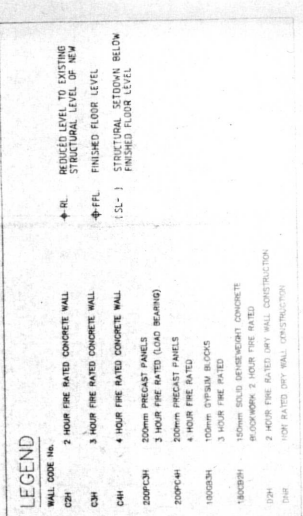 LEGEND
WALL CODE No.
C2H 2 HOUR FIRE RATED CONCRETE WALL
C3H 3 HOUR FIRE RATED CONCRETE WALL
C4H 4 HOUR FIRE RATED CONCRETE WALL
200PC3H 200mm PRECAST PANELS
3 HOUR FIRE RATED (LOAD BEARING)
200PC4H 200mm PRECAST PANELS
4 HOUR FIRE RATED
100GB3H 100mm GYPSUM BLOCKS
3 HOUR FIRE RATED
150mm SOLID DENSEWEIGHT CONCRETE
BLOCKWORK 2 HOUR FIRE RATED
D2H 2 HOUR FIRE RATED DRY WALL CONSTRUCTION
DNR NON RATED DRY WALL CONSTRUCTION
RL REDUCED LEVEL TO EXISTING
STRUCTURAL LEVEL OF NEW
FFL FINISHED FLOOR LEVEL
(SL- ) STRUCTURAL SETDOWN BELOW
FINISHED FLOOR LEVEL